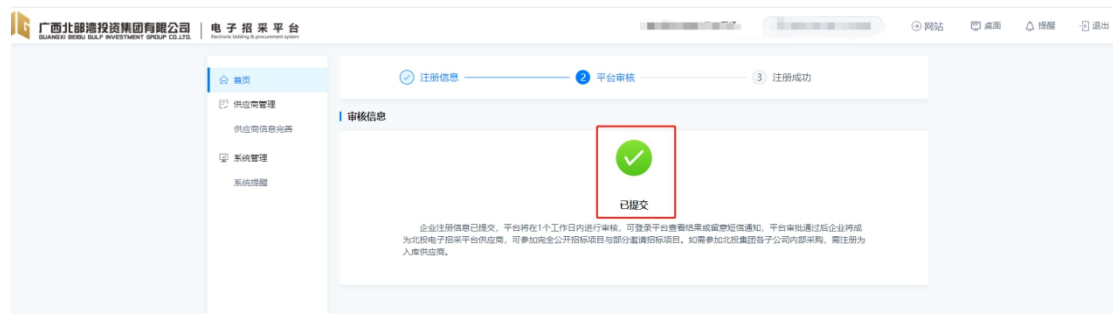 广西北部湾投资集团有限公司
GUANGXI BEIBU GULF INVESTMENT GROUP CO.,LTD.
电子招采平台
Electronic bidding & procurement system
网站
桌面
提醒
退出
首页
供应商管理
供应商信息完善
系统管理
系统提醒
注册信息
2 平台审核
3 注册成功
审核信息
已提交
企业注册信息已提交，平台将在1个工作日内进行审核，可登录平台查看结果或留意短信通知，平台审批通过后企业将成
为北投电子招采平台供应商，可参加完全公开招标项目与部分邀请招标项目。如需参加北投集团各子公司内部采购，需注册为
入库供应商。